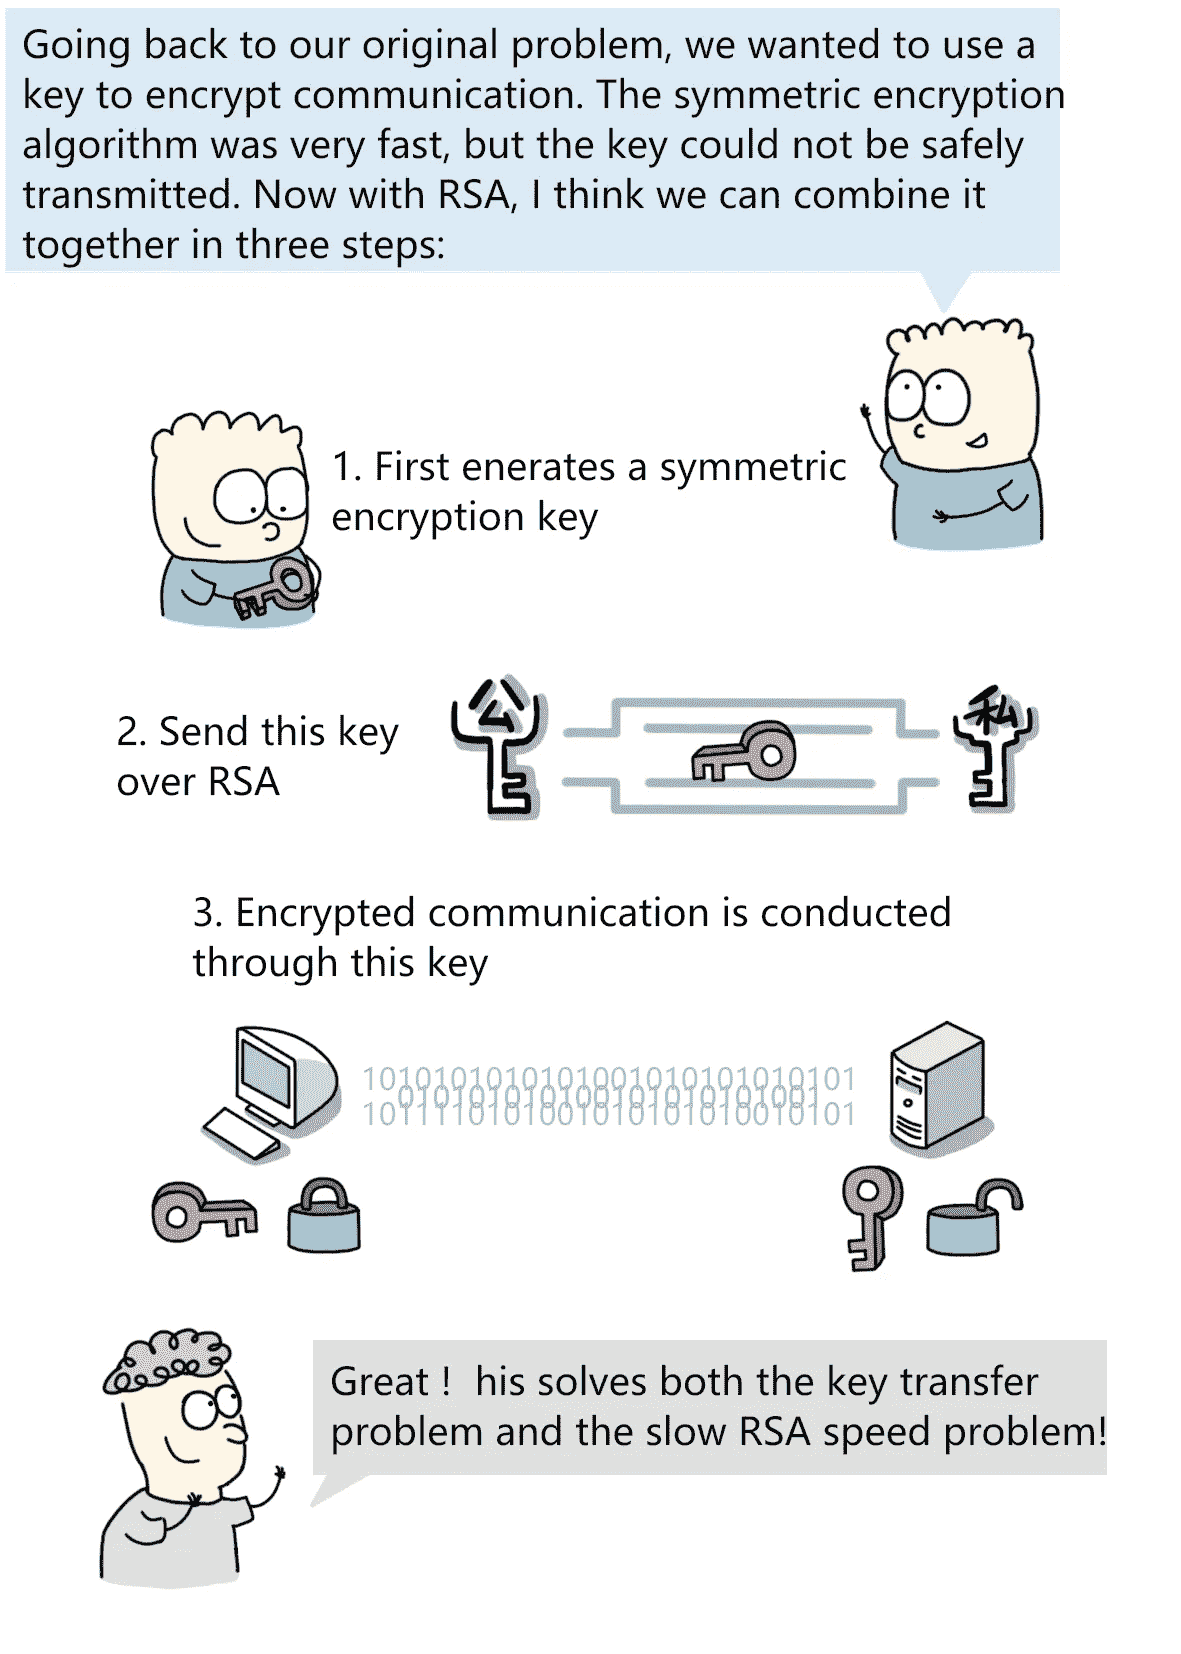 Going back to our original problem, we wanted to use a
key to encrypt communication. The symmetric encryption
algorithm was very fast, but the key could not be safely
transmitted. Now with RSA, I think we can combine it
together in three steps:
1. First enerates a symmetric
encryption key
2. Send this key
over RSA
公
私
3. Encrypted communication is conducted
through this key
Great！ his solves both the key transfer
problem and the slow RSA speed problem!